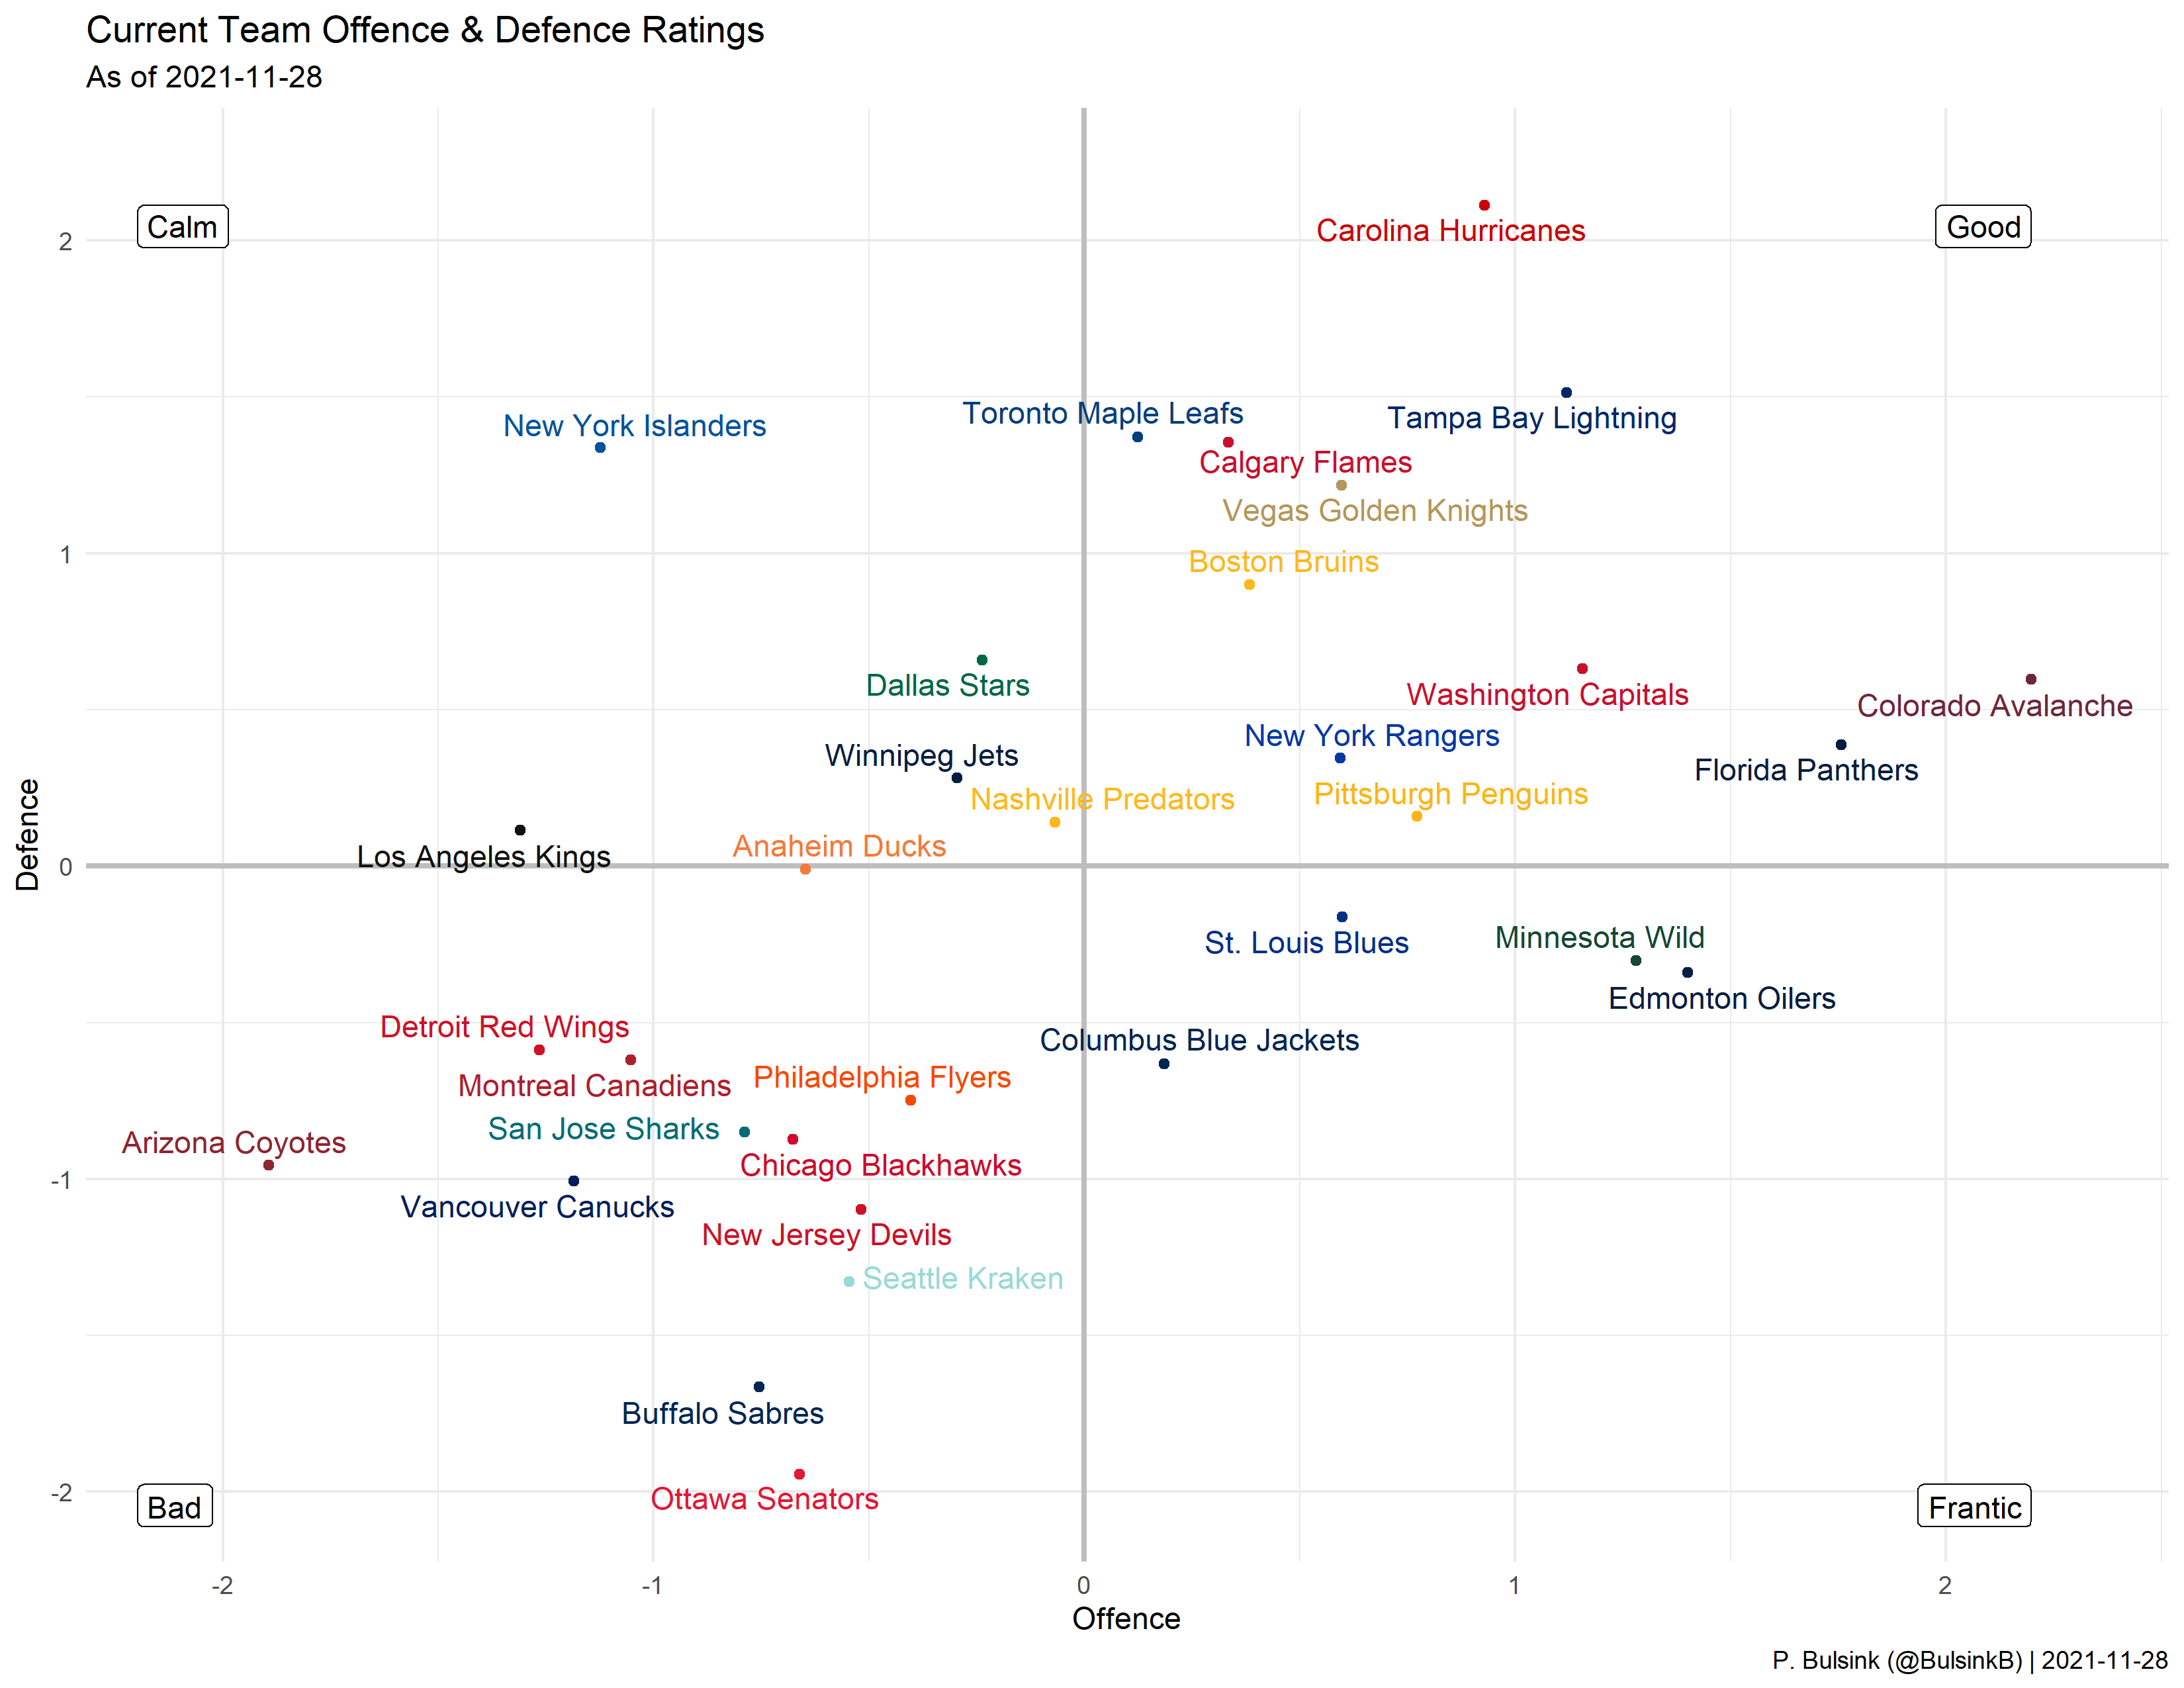 Current Team Offence & Defence Ratings
As of 2021-11-28
Calm
Good
2
Carolina Hurricanes
Toronto Maple Leafs
Tampa Bay Lightning
New York Islanders
Calgary Flames
Vegas Golden Knights
1
Boston Bruins
Dallas Stars
Washington Capitals
Colorado Avalanche
New York Rangers
Winnipeg Jets
Florida Panthers
Nashville Predators
Pittsburgh Penguins
Anaheim Ducks
Los Angeles Kings
0
Defence
St. Louis Blues
Minnesota Wild
Edmonton Oilers
Detroit Red Wings
Columbus Blue Jackets
Montreal Canadiens
Philadelphia Flyers
San Jose Sharks
Arizona Coyotes
Chicago Blackhawks
-1
Vancouver Canucks
New Jersey Devils
Seattle Kraken
Buffalo Sabres
-2
Ottawa Senators
Bad
Frantic
-2
-1
0
1
2
Offence
P. Bulsink (@BulsinkB) | 2021-11-28